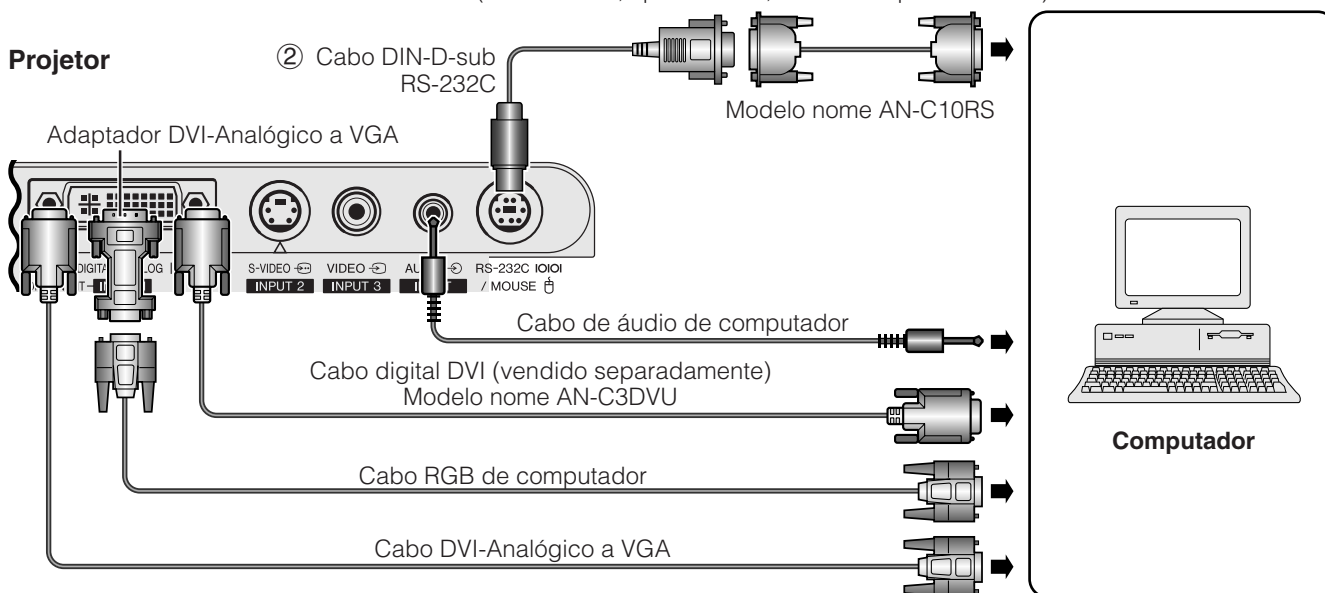 Projetor
② Cabo DIN-D-sub
RS-232C
Modelo nome AN-C10RS
Adaptador DVI-Analógico a VGA
S-VIDEO
VIDEO
RS-232C IOIOI
INPUT 2
INPUT 3
/ MOUSE
Cabo de áudio de computador
Cabo digital DVI (vendido separadamente)
Modelo nome AN-C3DVU
Computador
Cabo RGB de computador
Cabo DVI-Analógico a VGA